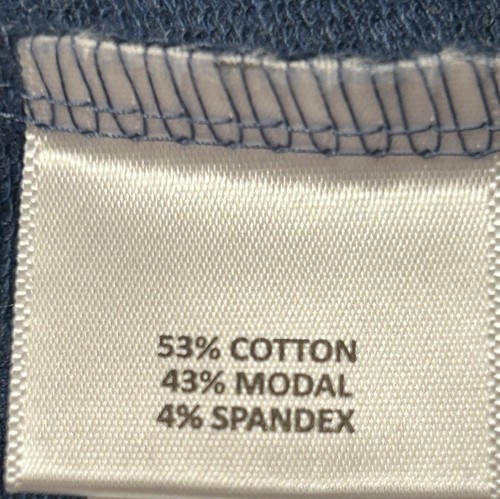 53% COTTON
43% MODAL
4% SPANDEX